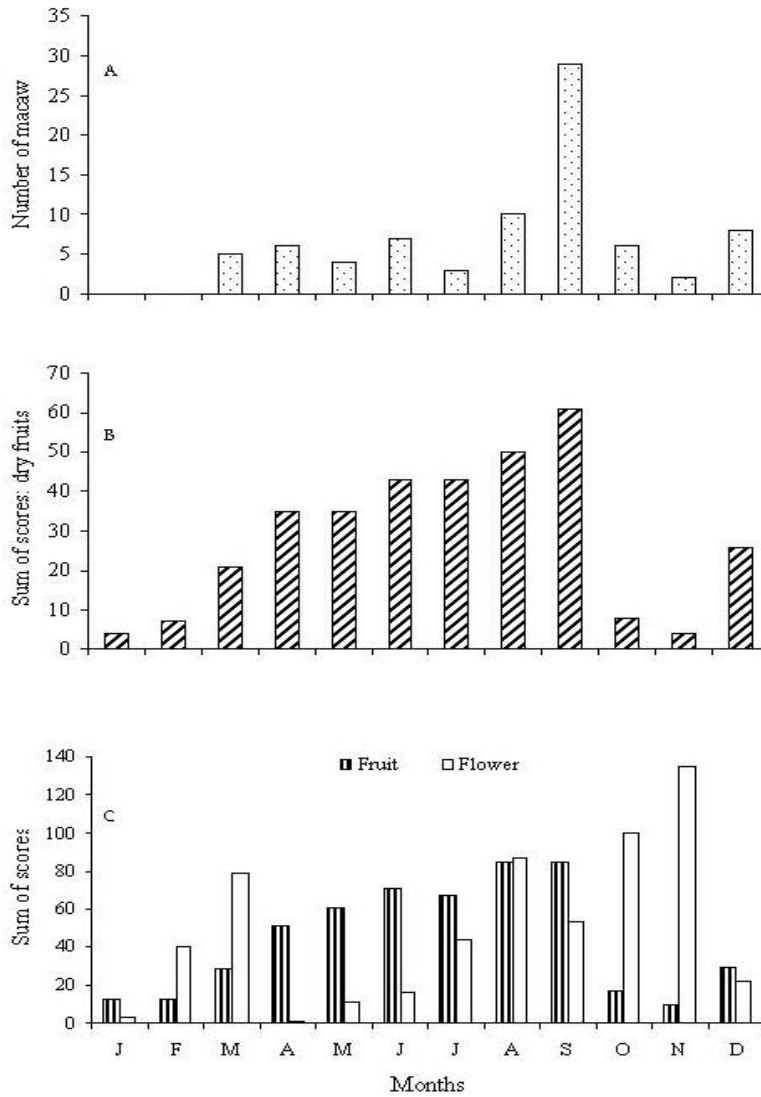 35
30
25
20
15
10
5
0
A
Number of macaw
70
60
50
40
30
20
10
0
B
Sum of scores: dry fruits
140
120
100
80
60
40
20
0
C
Fruit Flower
Sum of scores
J F M A M J J A S O N D
Months